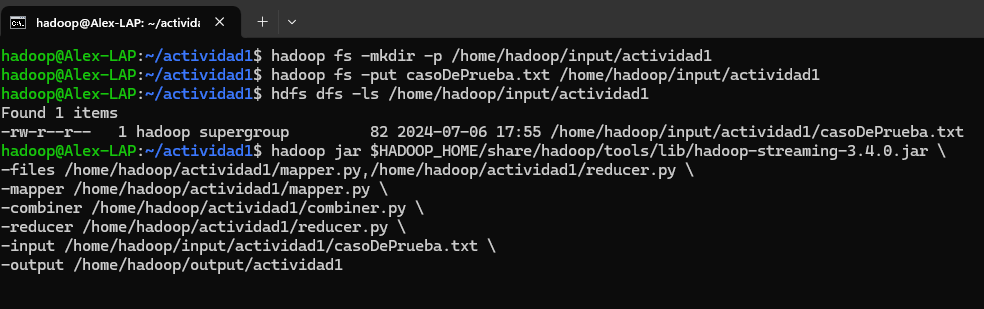 hadoop@Alex-LAP: ~/activida
hadoop@Alex-LAP:~/actividad1$ hadoop fs -mkdir -p /home/hadoop/input/actividad1
hadoop@Alex-LAP:~/actividad1$ hadoop fs -put casoDePrueba.txt /home/hadoop/input/actividad1
hadoop@Alex-LAP:~/actividad1$ hdfs dfs -ls /home/hadoop/input/actividad1
Found 1 items
-rw-r--r--   1 hadoop supergroup         82 2024-07-06 17:55 /home/hadoop/input/actividad1/casoDePrueba.txt
hadoop@Alex-LAP:~/actividad1$ hadoop jar $HADOOP_HOME/share/hadoop/tools/lib/hadoop-streaming-3.4.0.jar \
-files /home/hadoop/actividad1/mapper.py,/home/hadoop/actividad1/reducer.py \
-mapper /home/hadoop/actividad1/mapper.py \
-combiner /home/hadoop/actividad1/combiner.py \
-reducer /home/hadoop/actividad1/reducer.py \
-input /home/hadoop/input/actividad1/casoDePrueba.txt \
-output /home/hadoop/output/actividad1